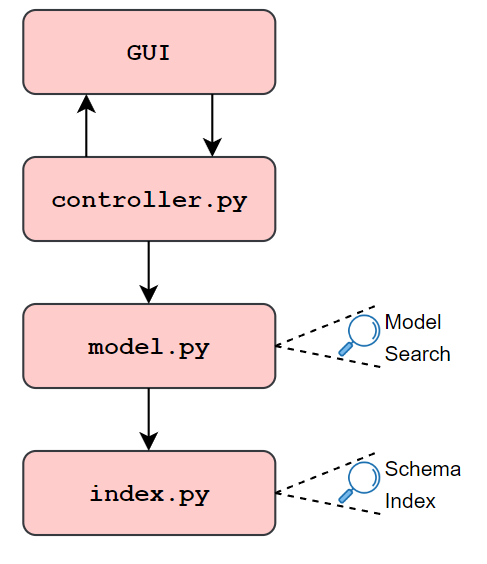 GUI
controller.py
model.py
Model
Search
index.py
Schema
Index